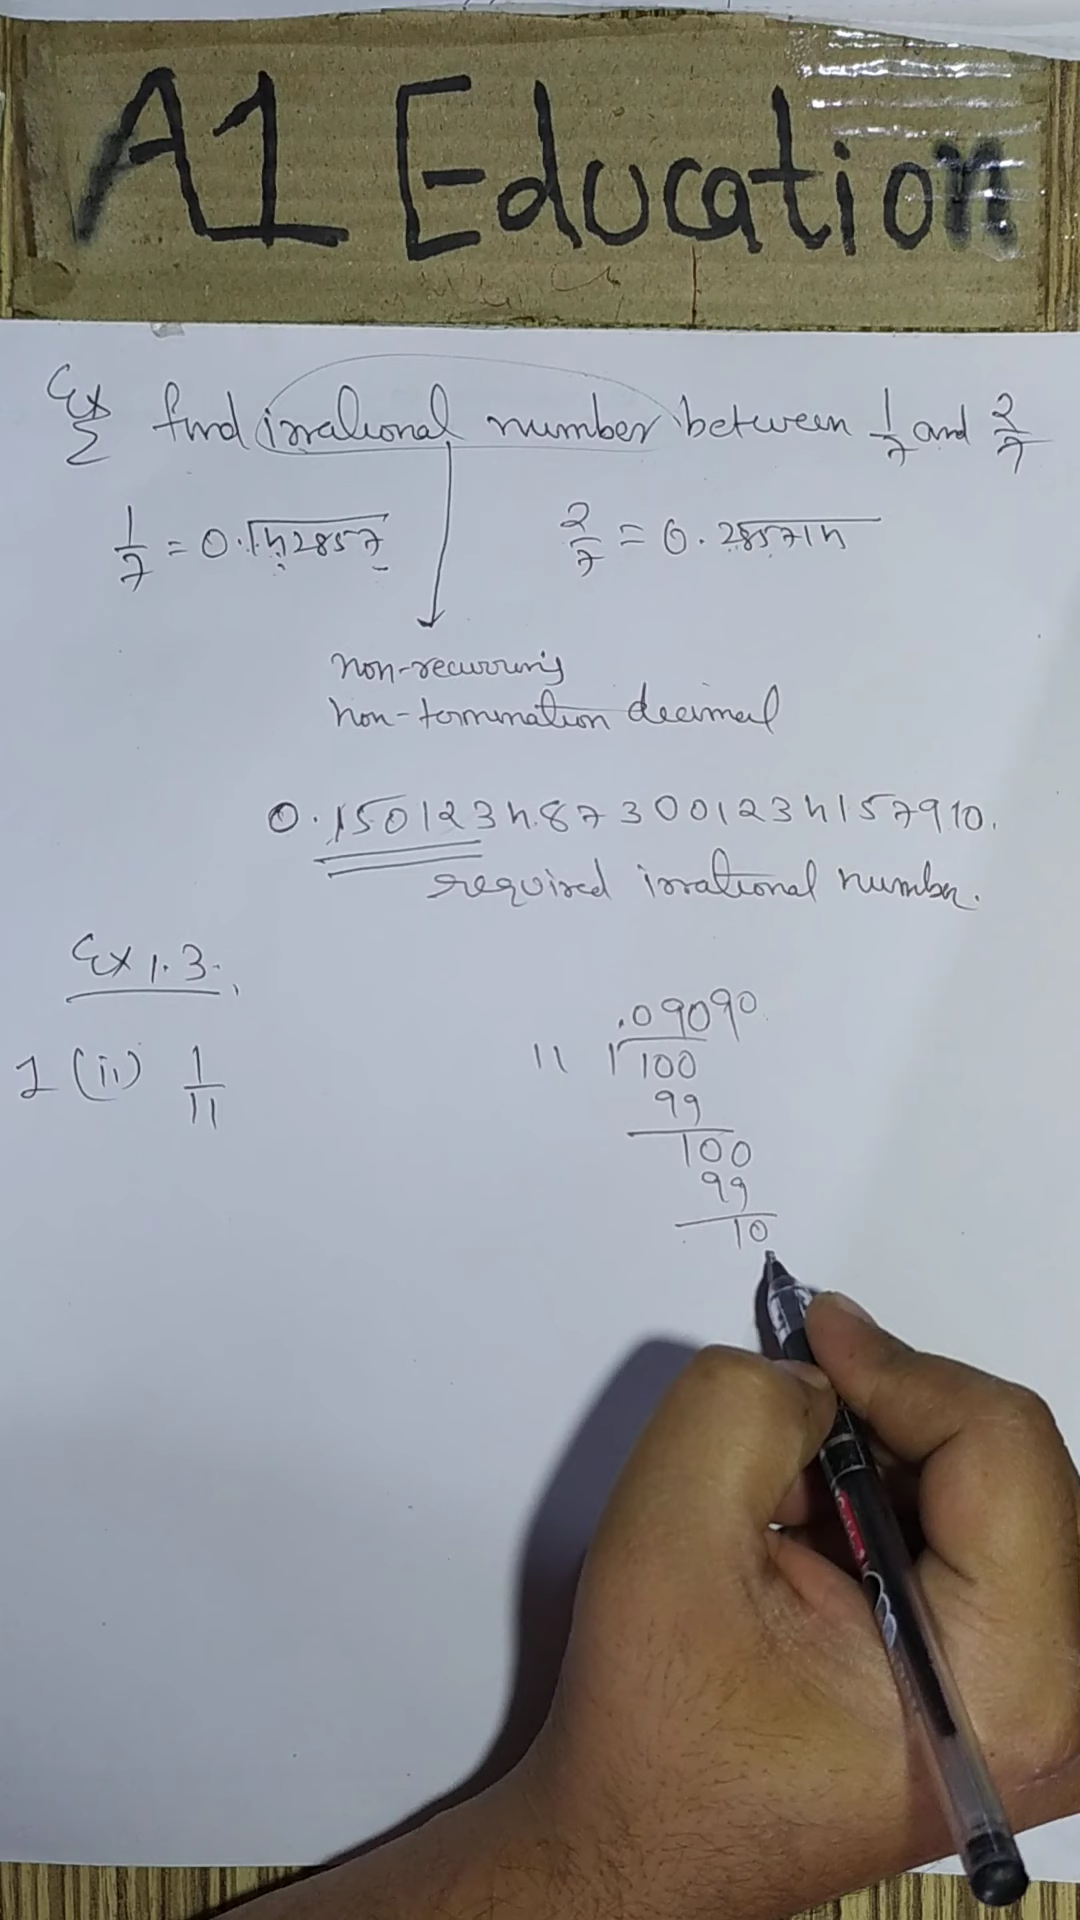 A1 Education
Ex find irrational number between 1/7 and 2/7
1/7 = 0.142857 2/7 = 0.285714
non-recurring
non-termination decimal
0.1501234873001234157910.
required irrational number.
Ex 1.3.
1 (ii) 1/11
.09090
11 100
99
100
99
10